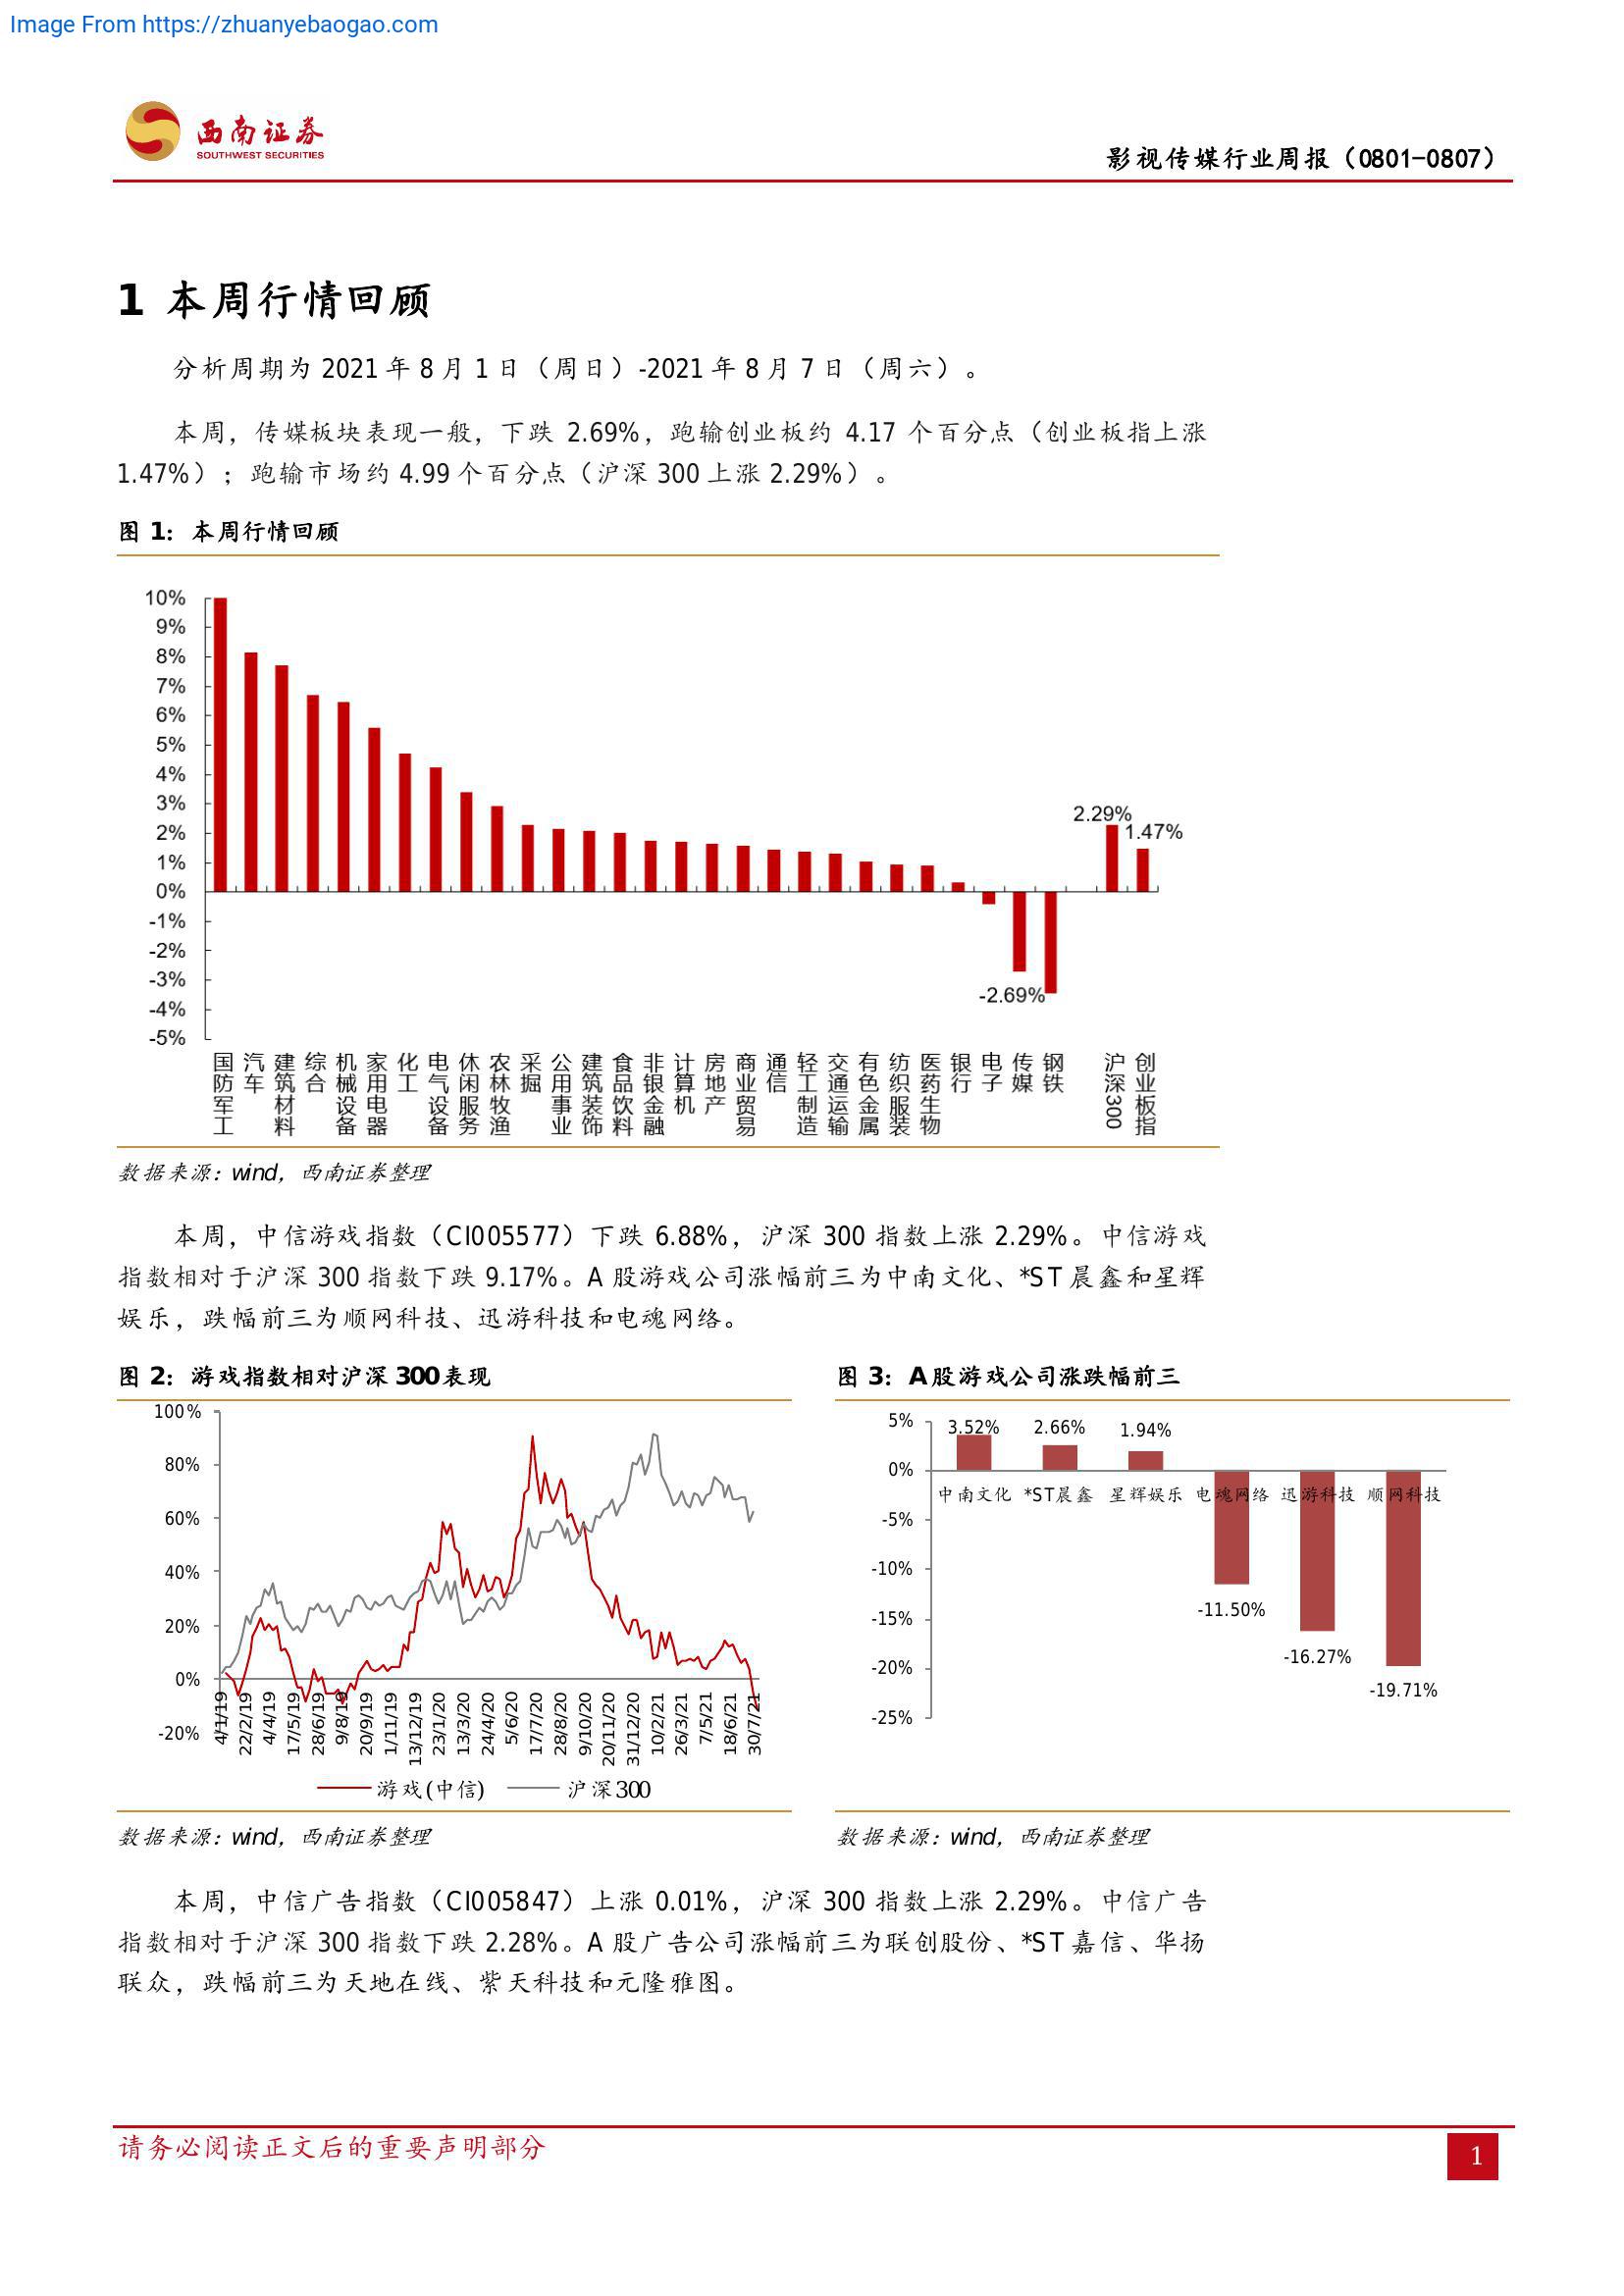 Image From https://zhuanyebaogao.com
西南证券
SOUTHWEST SECURITIES
影视传媒行业周报（0801-0807）
1 本周行情回顾
分析周期为 2021 年 8 月 1 日（周日）-2021 年 8 月 7 日（周六）。
本周，传媒板块表现一般，下跌 2.69%，跑输创业板约 4.17 个百分点（创业板指上涨
1.47%）；跑输市场约 4.99 个百分点（沪深 300 上涨 2.29%）。
图 1：本周行情回顾
10%
9%
8%
7%
6%
5%
4%
3%
2%
1%
0%
-1%
-2%
-3%
-4%
-5%
2.29%
1.47%
-2.69%
国防军工
汽车
建筑材料
综合
机械设备
家用电器
化工
电气设备
休闲服务
农林牧渔
采掘
公用事业
建筑装饰
食品饮料
非银金融
计算机
房地产
商业贸易
通信
轻工制造
交通运输
有色金属
纺织服装
医药生物
银行
电子
传媒
钢铁
沪深300
创业板指
数据来源：wind，西南证券整理
本周，中信游戏指数（CI005577）下跌 6.88%，沪深 300 指数上涨 2.29%。中信游戏
指数相对于沪深 300 指数下跌 9.17%。A 股游戏公司涨幅前三为中南文化、*ST 晨鑫和星辉
娱乐，跌幅前三为顺网科技、迅游科技和电魂网络。
图 2：游戏指数相对沪深 300 表现
100%
80%
60%
40%
20%
0%
-20%
4/1/19
22/2/19
4/4/19
17/5/19
28/6/19
9/8/19
20/9/19
1/11/19
13/12/19
23/1/20
13/3/20
24/4/20
5/6/20
17/7/20
28/8/20
9/10/20
20/11/20
31/12/20
10/2/21
26/3/21
7/5/21
18/6/21
30/7/21
游戏(中信) 沪深300
数据来源：wind，西南证券整理
图 3：A 股游戏公司涨跌幅前三
5%
0%
-5%
-10%
-15%
-20%
-25%
3.52% 2.66% 1.94%
中南文化 *ST晨鑫 星辉娱乐 电魂网络 迅游科技 顺网科技
-11.50%
-16.27%
-19.71%
数据来源：wind，西南证券整理
本周，中信广告指数（CI005847）上涨 0.01%，沪深 300 指数上涨 2.29%。中信广告
指数相对于沪深 300 指数下跌 2.28%。A 股广告公司涨幅前三为联创股份、*ST 嘉信、华扬
联众，跌幅前三为天地在线、紫天科技和元隆雅图。
请务必阅读正文后的重要声明部分
1